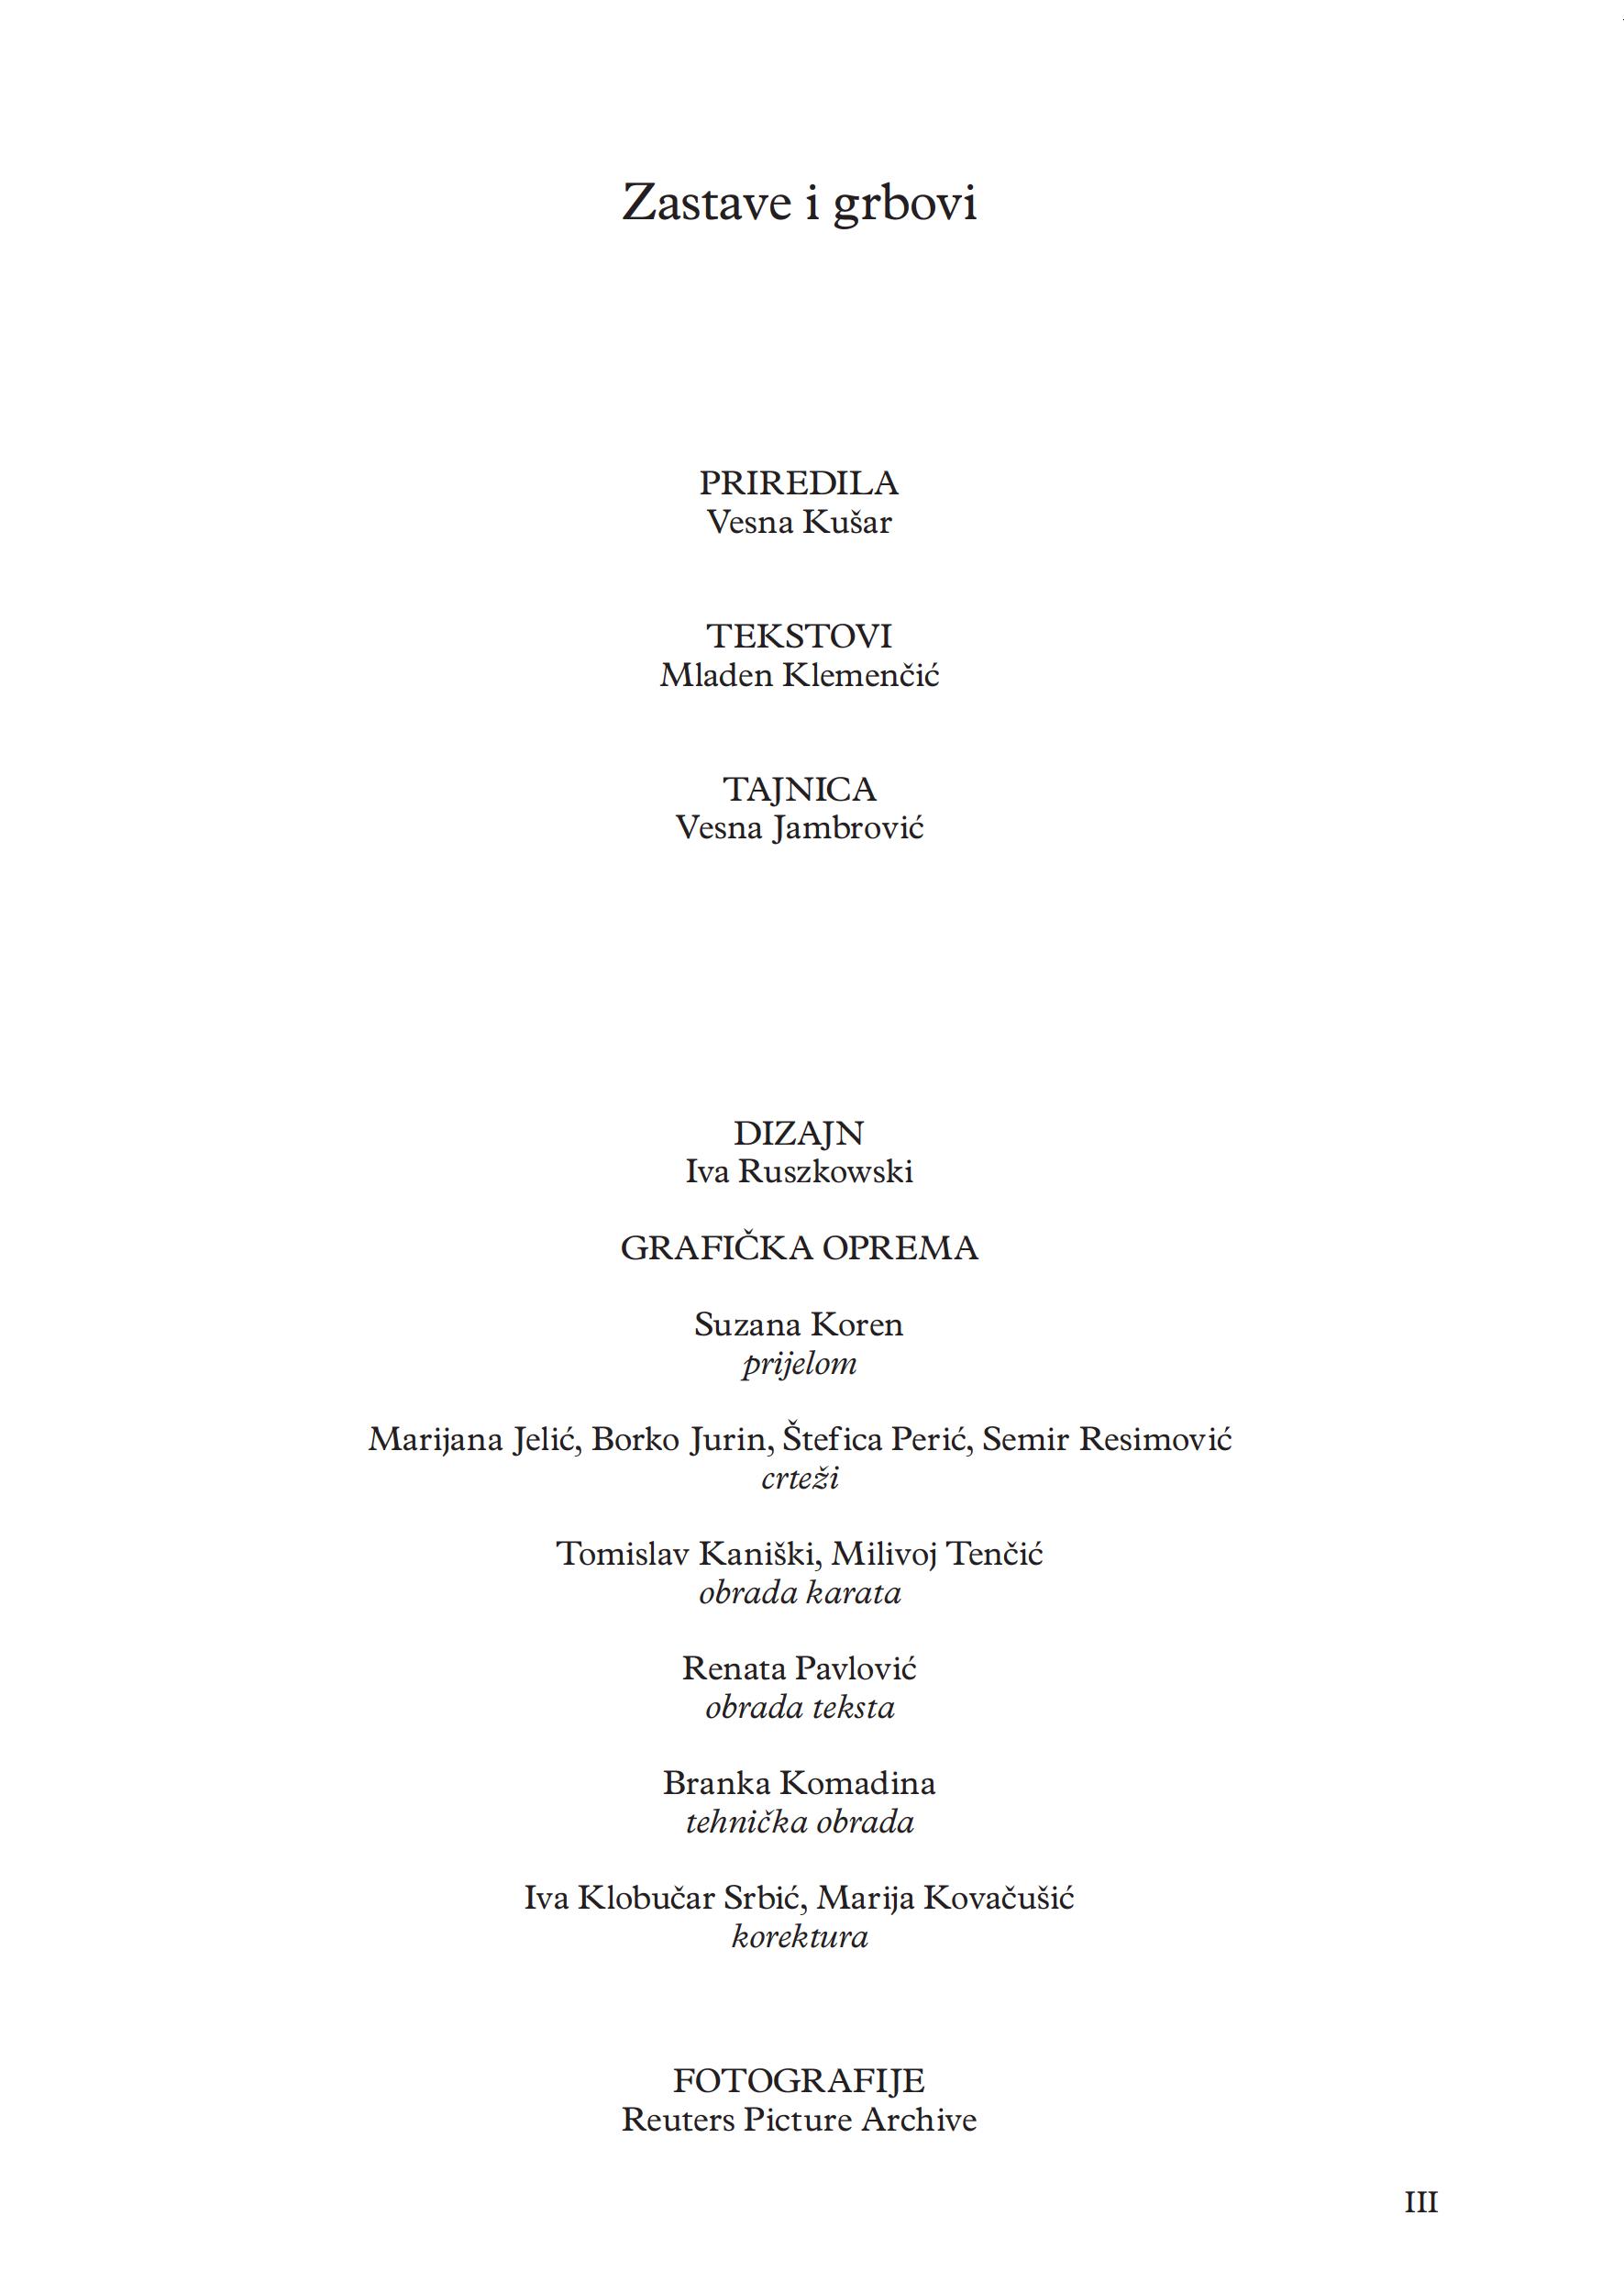 Zastave i grbovi
PRIREDILA
Vesna Kušar
TEKSTOVI
Mladen Klemenčić
TAJNICA
Vesna Jambrović
DIZAJN
Iva Ruszkowski
GRAFIČKA OPREMA
Suzana Koren
prijelom
Marijana Jelić, Borko Jurin, Štefica Perić, Semir Resimović
crteži
Tomislav Kaniški, Milivoj Tenčić
obrada karata
Renata Pavlović
obrada teksta
Branka Komadina
tehnička obrada
Iva Klobučar Srbić, Marija Kovačušić
korektura
FOTOGRAFIJE
Reuters Picture Archive
III